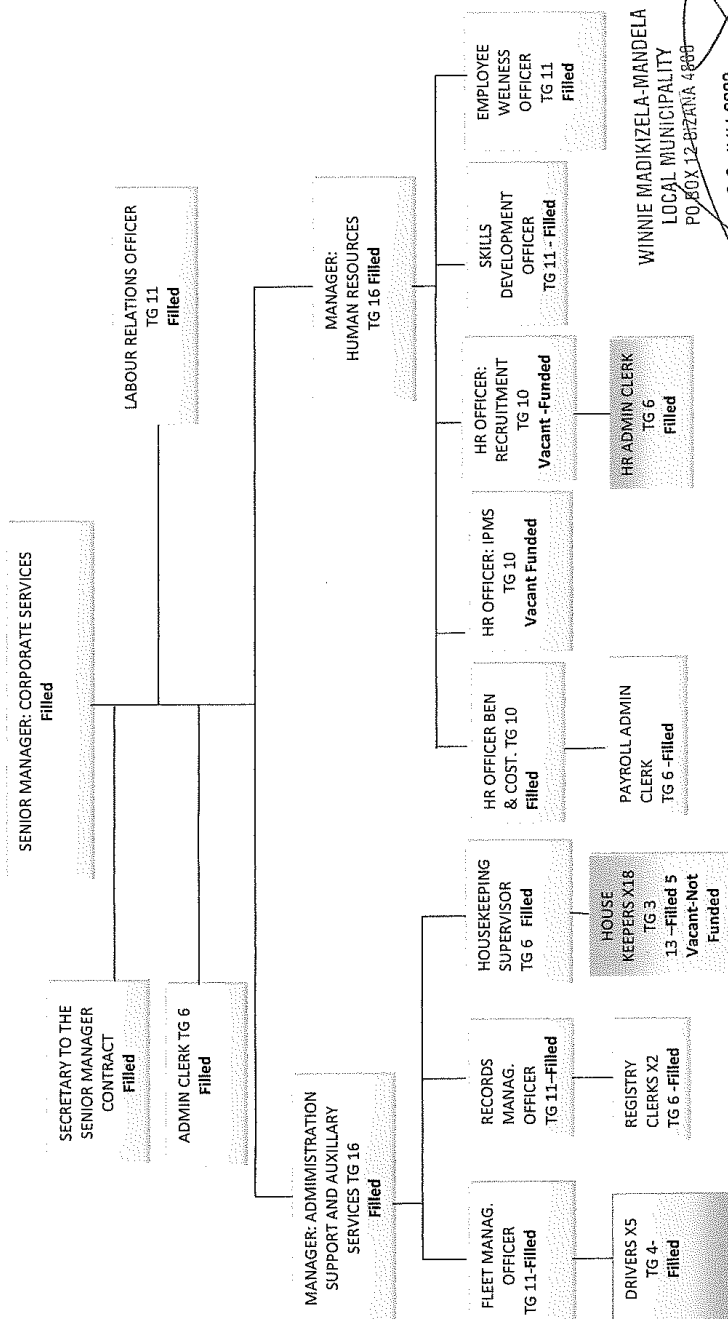 SENIOR MANAGER: CORPORATE SERVICES
Filled
SECRETARY TO THE
SENIOR MANAGER
CONTRACT
Filled
LABOUR RELATIONS OFFICER
TG 11
Filled
ADMIN CLERK TG 6
Filled
MANAGER: ADMIMISTRATION
SUPPORT AND AUXILLARY
SERVICES TG 16
Filled
MANAGER:
HUMAN RESOURCES
TG 16 Filled
FLEET MANAG.
OFFICER
TG 11-Filled
RECORDS
MANAG.
OFFICER
TG 11–Filled
HOUSEKEEPING
SUPERVISOR
TG 6 Filled
HR OFFICER BEN
& COST. TG 10
Filled
HR OFFICER: IPMS
TG 10
Vacant Funded
HR OFFICER:
RECRUITMENT
TG 10
Vacant -Funded
SKILLS
DEVELOPMENT
OFFICER
TG 11 - Filled
EMPLOYEE
WELNESS
OFFICER
TG 11
Filled
DRIVERS X5
TG 4-
Filled
REGISTRY
CLERKS X2
TG 6 -Filled
HOUSE
KEEPERS X18
TG 3
13 –Filled 5
Vacant-Not
Funded
PAYROLL ADMIN
CLERK
TG 6 -Filled
HR ADMIN CLERK
TG 6
Filled
WINNIE MADIKIZELA-MANDELA
LOCAL MUNICIPALITY
PO BOX 12 BIZANA 4800